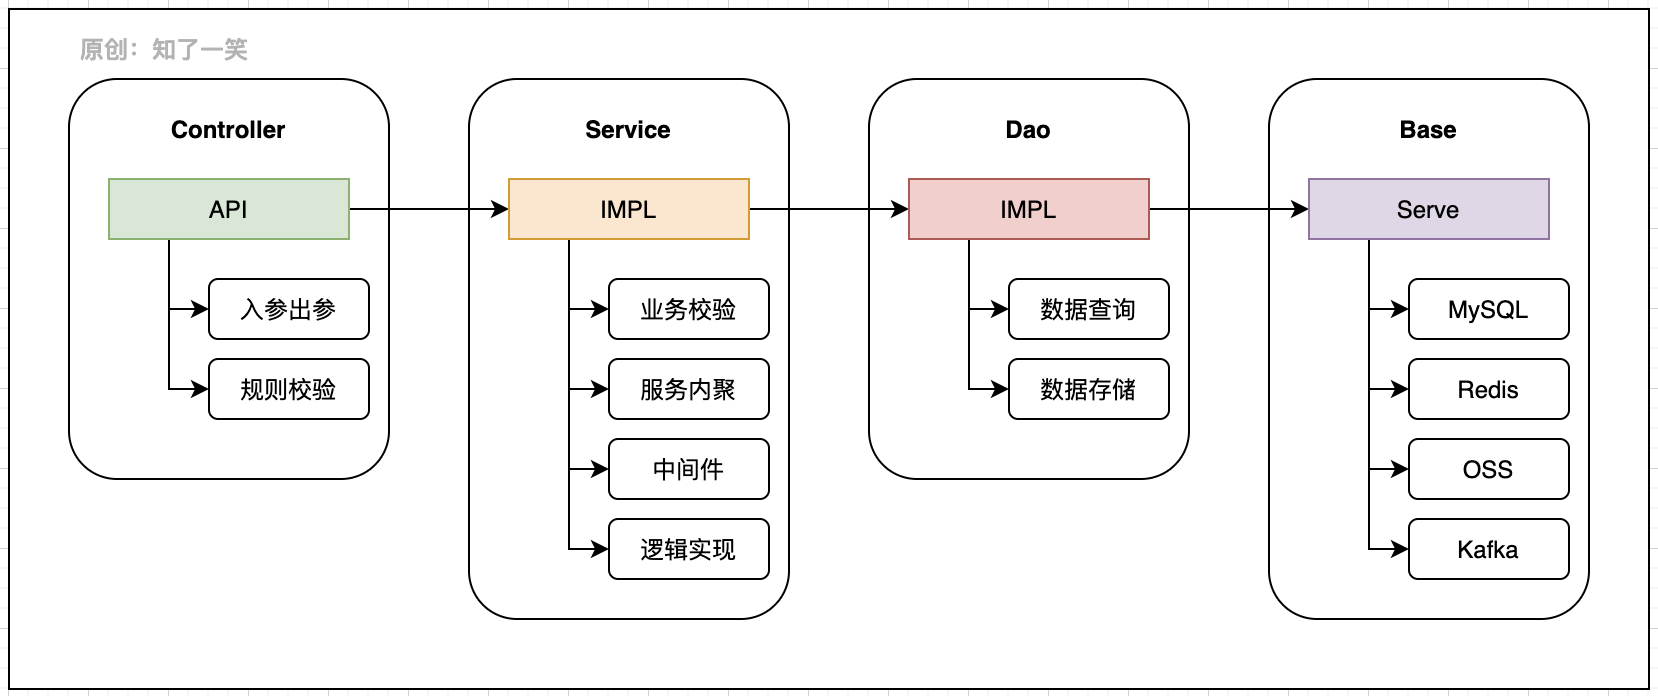 原创：知了一笑
Controller
API
入参出参
规则校验
Service
IMPL
业务校验
服务内聚
中间件
逻辑实现
Dao
IMPL
数据查询
数据存储
Base
Serve
MySQL
Redis
OSS
Kafka